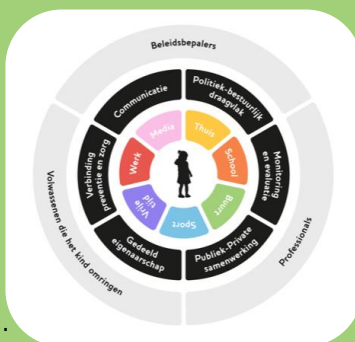 Beleidsbepalers
Communicatie
Politiek-bestuurlijk
draagvlak
Media
Thuis
Verbinding
preventie en zorg
Werk
School
Monitoring
en evaluatie
Vrije
tijd
Sport
Buurt
Gedeeld
eigenaarschap
Publiek-Private
samenwerking
Volwassenen die het kind omringen
Professionals
.